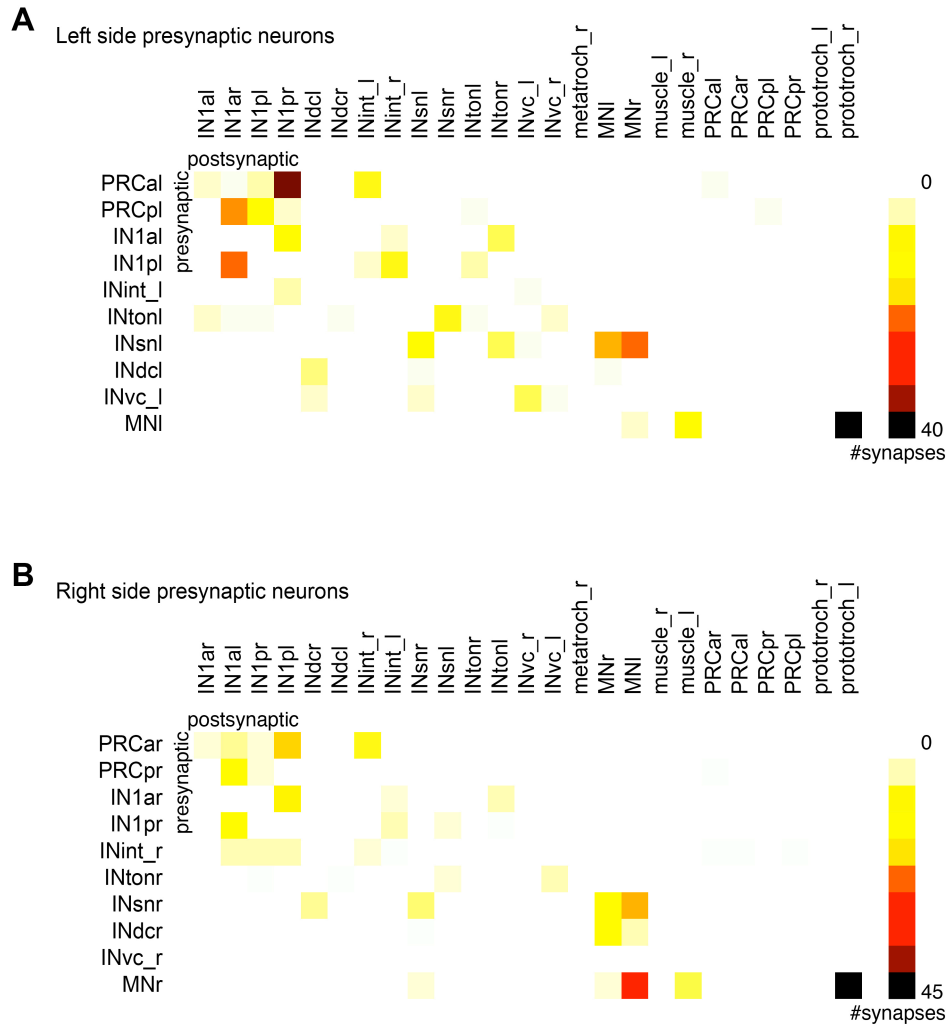 A
Left side presynaptic neurons
IN1al
IN1ar
IN1pl
IN1pr
INdcl
INdcr
INint_l
INint_r
INsnl
INsnr
INtonl
INtonr
INvc_l
INvc_r
metatroch_r
MNl
MNr
muscle_l
muscle_r
PRCal
PRCar
PRCpl
PRCpr
prototroch_l
prototroch_r
postsynaptic
presynaptic
PRCal
PRCpl
IN1al
IN1pl
INint_l
INtonl
INsnl
INdcl
INvc_l
MNl
0
40
#synapses
B
Right side presynaptic neurons
IN1ar
IN1al
IN1pr
IN1pl
INdcr
INdcl
INint_r
INint_l
INsnr
INsnl
INtonr
INtonl
INvc_r
INvc_l
metatroch_r
MNr
MNl
muscle_r
muscle_l
PRCar
PRCal
PRCpr
PRCpl
prototroch_r
prototroch_l
postsynaptic
presynaptic
PRCar
PRCpr
IN1ar
IN1pr
INint_r
INtonr
INsnr
INdcr
INvc_r
MNr
0
45
#synapses